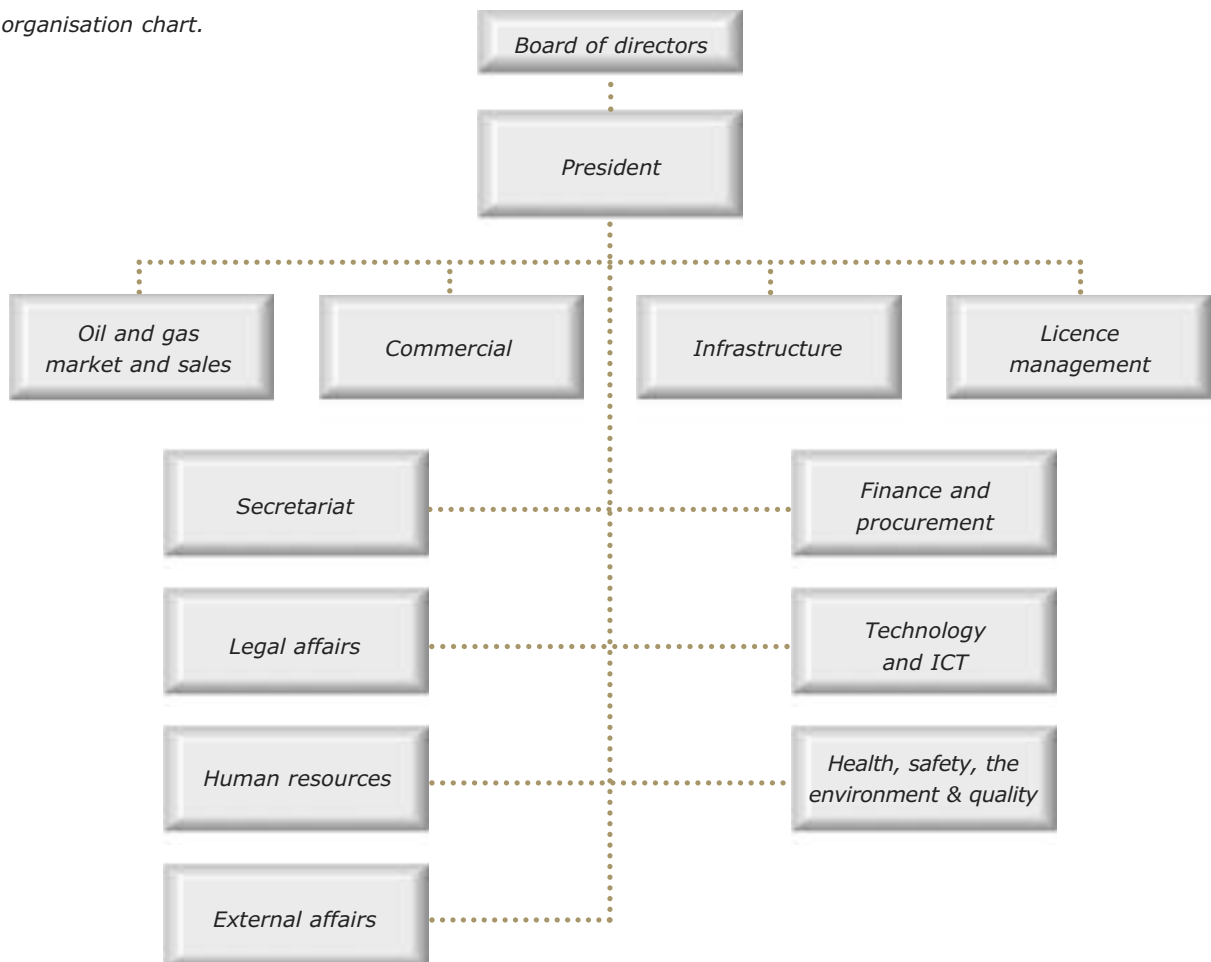 organisation chart.
Board of directors
President
Oil and gas
market and sales
Commercial
Infrastructure
Licence
management
Secretariat
Finance and
procurement
Legal affairs
Technology
and ICT
Human resources
Health, safety, the
environment & quality
External affairs